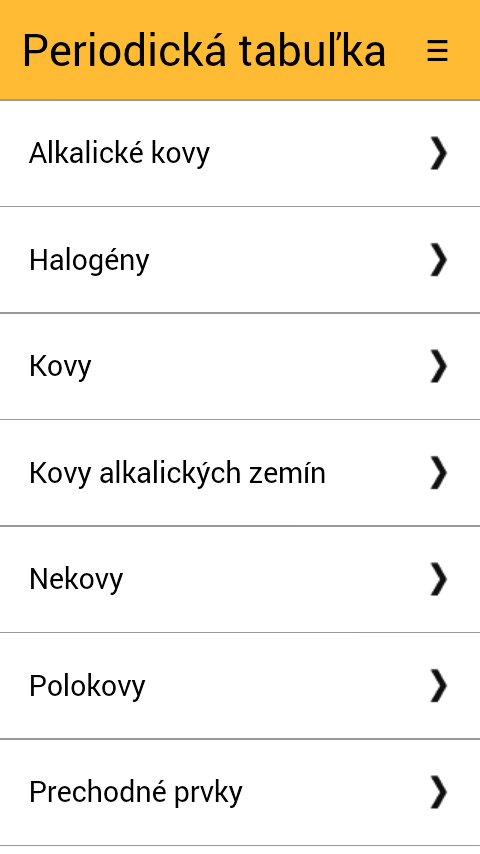 Periodická tabuľka
Alkalické kovy
Halogény
Kovy
Kovy alkalických zemín
Nekovy
Polokovy
Prechodné prvky